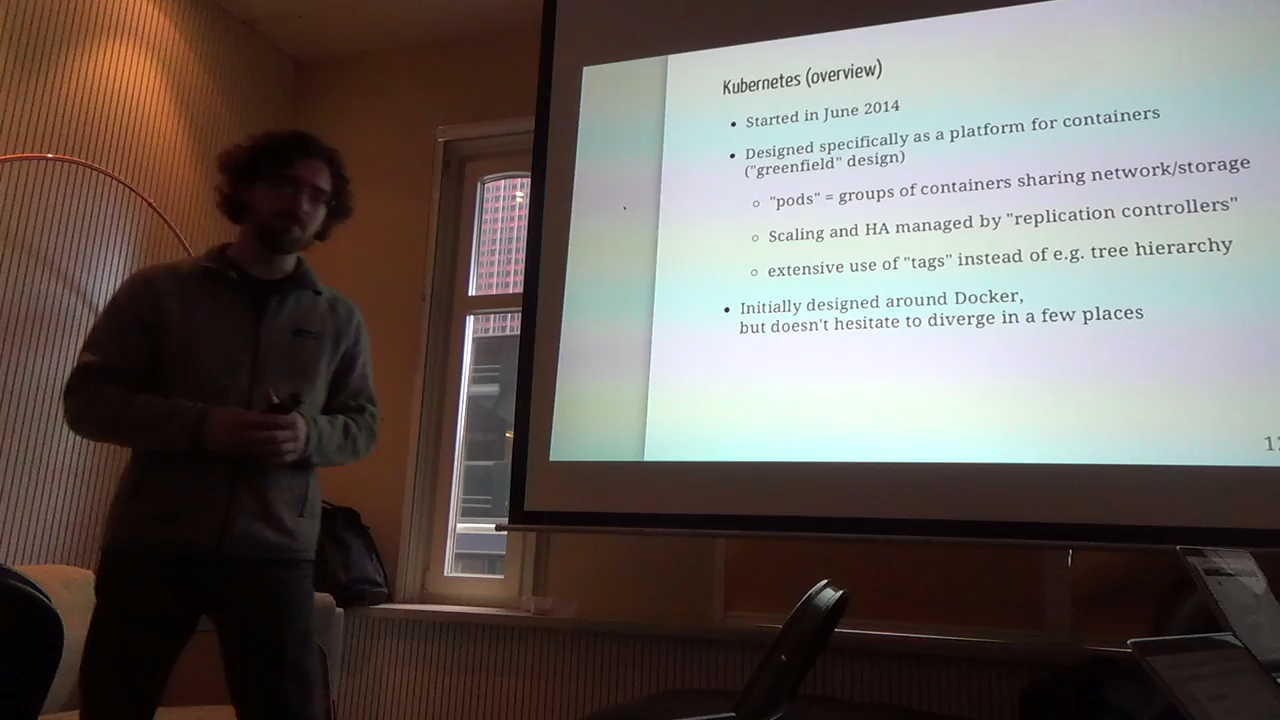 Kubernetes (overview)
• Started in June 2014
• Designed specifically as a platform for containers
("greenfield" design)
○ "pods" = groups of containers sharing network/storage
○ Scaling and HA managed by "replication controllers"
○ extensive use of "tags" instead of e.g. tree hierarchy
• Initially designed around Docker,
but doesn't hesitate to diverge in a few places